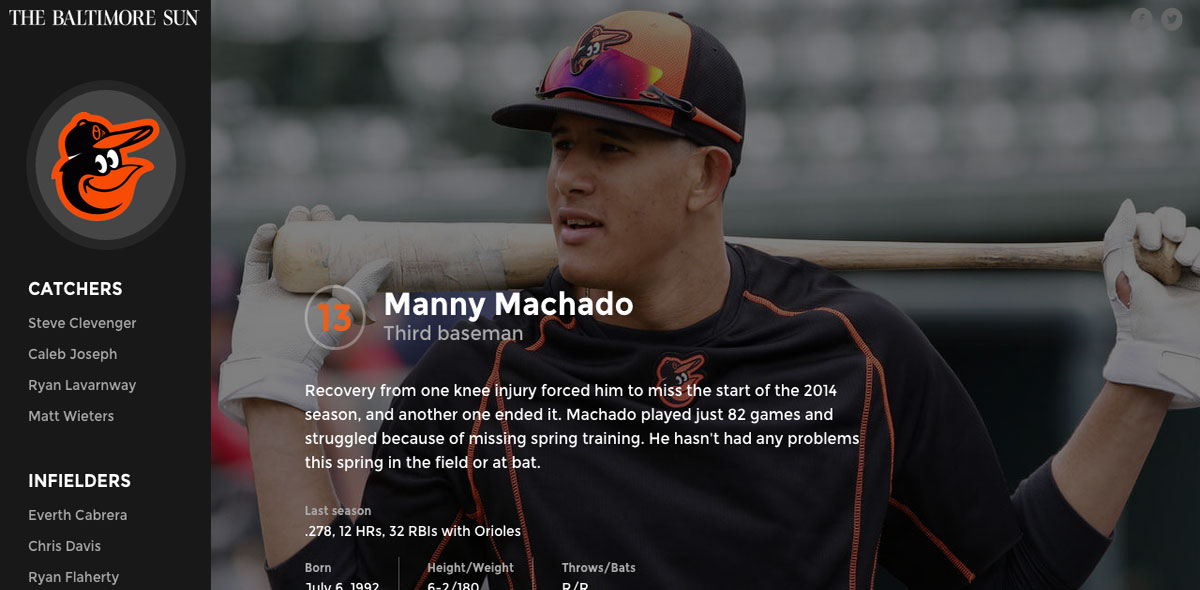 THE BALTIMORE SUN
CATCHERS
Steve Clevenger
Caleb Joseph
Ryan Lavarnway
Matt Wieters
INFIELDERS
Everth Cabrera
Chris Davis
Ryan Flaherty
13
Manny Machado
Third baseman
Recovery from one knee injury forced him to miss the start of the 2014
season, and another one ended it. Machado played just 82 games and
struggled because of missing spring training. He hasn't had any problems
this spring in the field or at bat.
Last season
.278, 12 HRs, 32 RBIs with Orioles
Born Height/Weight Throws/Bats
July 6, 1992 6-2/180 R/R